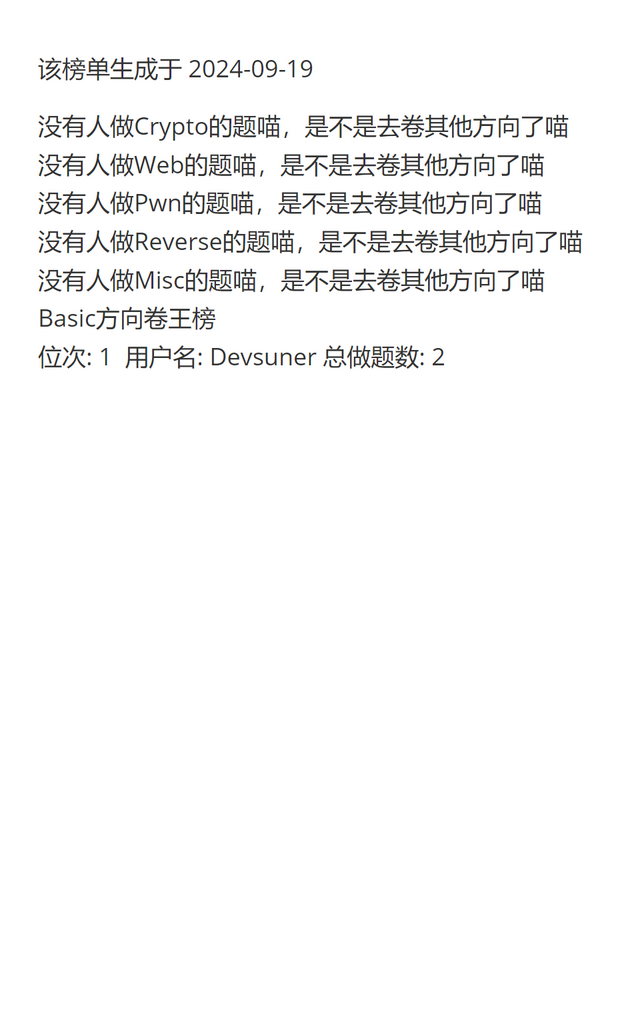 该榜单生成于 2024-09-19
没有人做Crypto的题喵，是不是去卷其他方向了喵
没有人做Web的题喵，是不是去卷其他方向了喵
没有人做Pwn的题喵，是不是去卷其他方向了喵
没有人做Reverse的题喵，是不是去卷其他方向了喵
没有人做Misc的题喵，是不是去卷其他方向了喵
Basic方向卷王榜
位次: 1 用户名: Devsuner 总做题数: 2